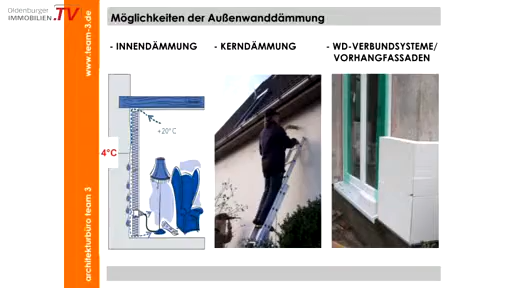 Oldenburger
IMMOBILIEN.TV
www.team-3.de
architekturbüro team 3
Möglichkeiten der Außenwanddämmung
- INNENDÄMMUNG
- KERNDÄMMUNG
- WD-VERBUNDSYSTEME/
VORHANGFASSADEN
+20°C
4°C